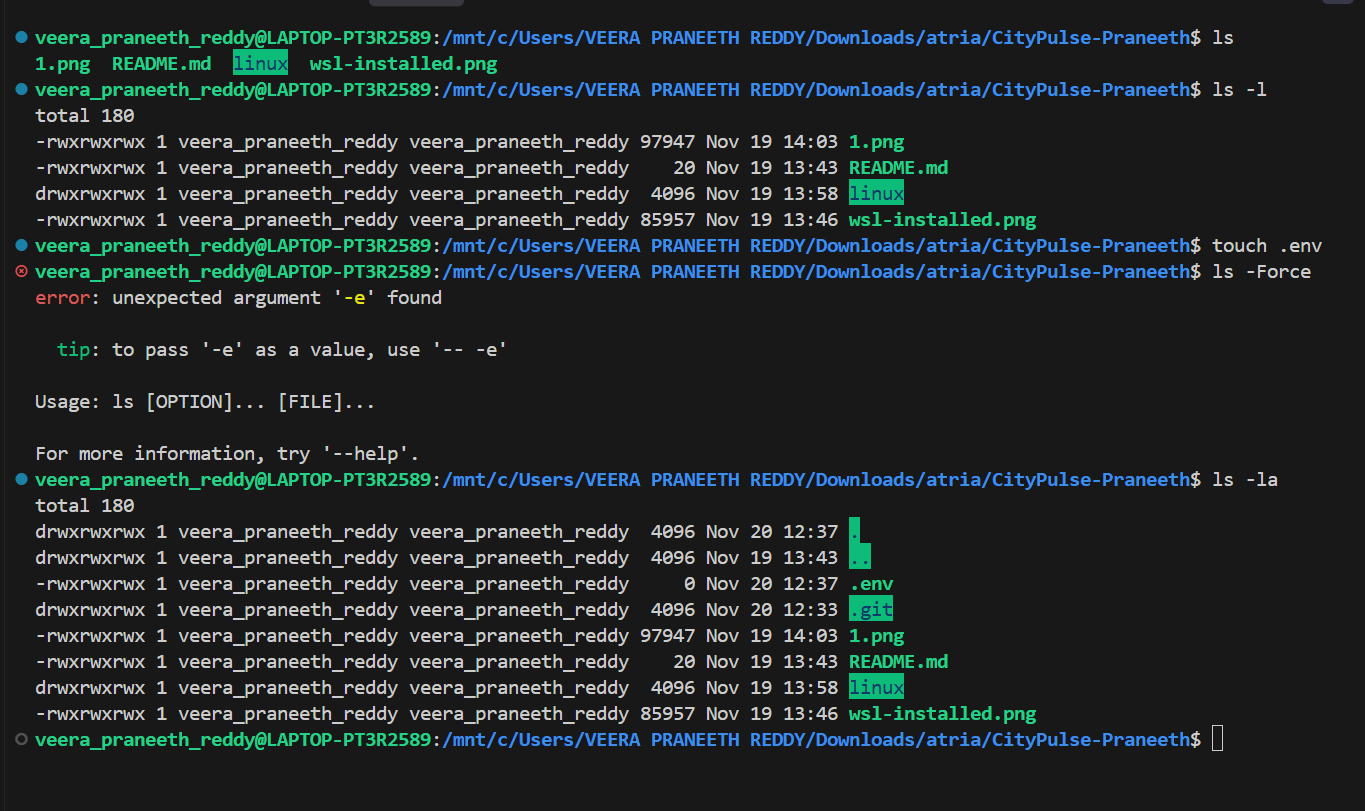 veera_praneeth_reddy@LAPTOP-PT3R2589:/mnt/c/Users/VEERA PRANEETH REDDY/Downloads/atria/CityPulse-Praneeth$ ls
1.png  README.md  linux  wsl-installed.png
veera_praneeth_reddy@LAPTOP-PT3R2589:/mnt/c/Users/VEERA PRANEETH REDDY/Downloads/atria/CityPulse-Praneeth$ ls -l
total 180
-rwxrwxrwx 1 veera_praneeth_reddy veera_praneeth_reddy 97947 Nov 19 14:03 1.png
-rwxrwxrwx 1 veera_praneeth_reddy veera_praneeth_reddy    20 Nov 19 13:43 README.md
drwxrwxrwx 1 veera_praneeth_reddy veera_praneeth_reddy  4096 Nov 19 13:58 linux
-rwxrwxrwx 1 veera_praneeth_reddy veera_praneeth_reddy 85957 Nov 19 13:46 wsl-installed.png
veera_praneeth_reddy@LAPTOP-PT3R2589:/mnt/c/Users/VEERA PRANEETH REDDY/Downloads/atria/CityPulse-Praneeth$ touch .env
veera_praneeth_reddy@LAPTOP-PT3R2589:/mnt/c/Users/VEERA PRANEETH REDDY/Downloads/atria/CityPulse-Praneeth$ ls -Force
error: unexpected argument '-e' found
  tip: to pass '-e' as a value, use '-- -e'
Usage: ls [OPTION]... [FILE]...
For more information, try '--help'.
veera_praneeth_reddy@LAPTOP-PT3R2589:/mnt/c/Users/VEERA PRANEETH REDDY/Downloads/atria/CityPulse-Praneeth$ ls -la
total 180
drwxrwxrwx 1 veera_praneeth_reddy veera_praneeth_reddy  4096 Nov 20 12:37 .
drwxrwxrwx 1 veera_praneeth_reddy veera_praneeth_reddy  4096 Nov 19 13:43 ..
-rwxrwxrwx 1 veera_praneeth_reddy veera_praneeth_reddy     0 Nov 20 12:37 .env
drwxrwxrwx 1 veera_praneeth_reddy veera_praneeth_reddy  4096 Nov 20 12:33 .git
-rwxrwxrwx 1 veera_praneeth_reddy veera_praneeth_reddy 97947 Nov 19 14:03 1.png
-rwxrwxrwx 1 veera_praneeth_reddy veera_praneeth_reddy    20 Nov 19 13:43 README.md
drwxrwxrwx 1 veera_praneeth_reddy veera_praneeth_reddy  4096 Nov 19 13:58 linux
-rwxrwxrwx 1 veera_praneeth_reddy veera_praneeth_reddy 85957 Nov 19 13:46 wsl-installed.png
veera_praneeth_reddy@LAPTOP-PT3R2589:/mnt/c/Users/VEERA PRANEETH REDDY/Downloads/atria/CityPulse-Praneeth$